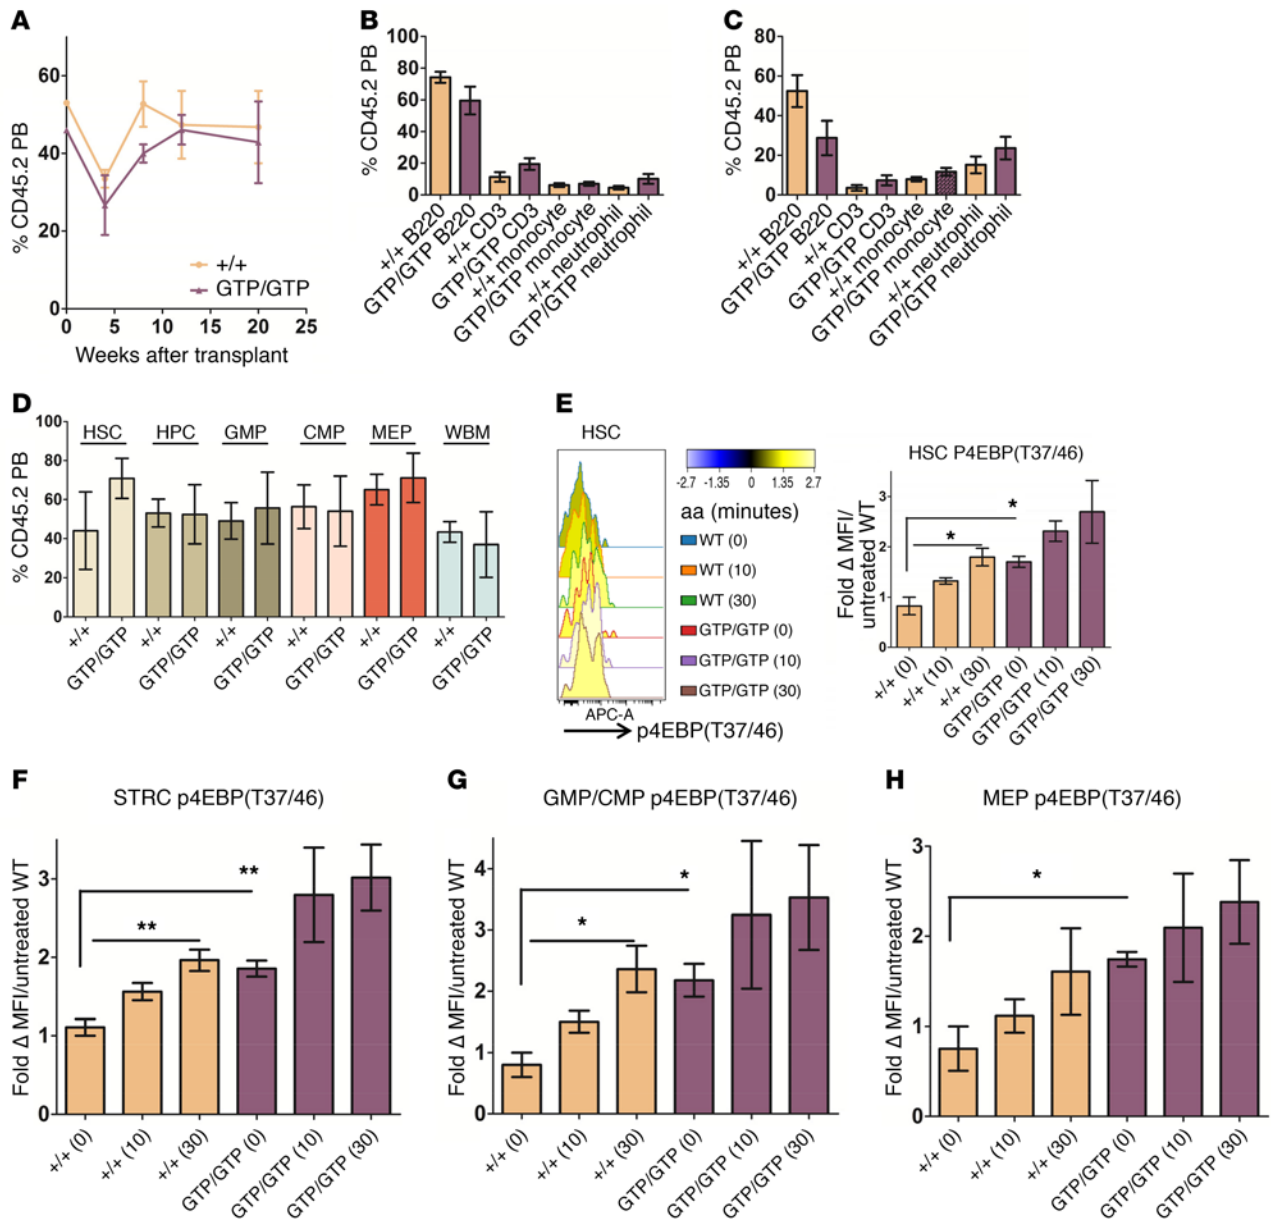 A
% CD45.2 PB
60
40
20
0
0 5 10 15 20 25
Weeks after transplant
+/+
GTP/GTP
B
% CD45.2 PB
100
80
60
40
20
0
+/+ B220
GTP/GTP B220
+/+ CD3
GTP/GTP CD3
+/+ monocyte
GTP/GTP monocyte
+/+ neutrophil
GTP/GTP neutrophil
C
% CD45.2 PB
80
60
40
20
0
+/+ B220
GTP/GTP B220
+/+ CD3
GTP/GTP CD3
+/+ monocyte
GTP/GTP monocyte
+/+ neutrophil
GTP/GTP neutrophil
D
% CD45.2 PB
100
80
60
40
20
0
HSC HPC GMP CMP MEP WBM
+/+
GTP/GTP
+/+
GTP/GTP
+/+
GTP/GTP
+/+
GTP/GTP
+/+
GTP/GTP
+/+
GTP/GTP
E
HSC
-2.7 -1.35 0 1.35 2.7
aa (minutes)
WT (0)
WT (10)
WT (30)
GTP/GTP (0)
GTP/GTP (10)
GTP/GTP (30)
APC-A
p4EBP(T37/46)
HSC P4EBP(T37/46)
Fold Δ MFI/
untreated WT
3
2
1
0
*
*
+/+ (0)
+/+ (10)
+/+ (30)
GTP/GTP (0)
GTP/GTP (10)
GTP/GTP (30)
F
STRC p4EBP(T37/46)
Fold Δ MFI/untreated WT
3
2
1
0
**
**
+/+ (0)
+/+ (10)
+/+ (30)
GTP/GTP (0)
GTP/GTP (10)
GTP/GTP (30)
G
GMP/CMP p4EBP(T37/46)
Fold Δ MFI/untreated WT
4
3
2
1
0
*
*
+/+ (0)
+/+ (10)
+/+ (30)
GTP/GTP (0)
GTP/GTP (10)
GTP/GTP (30)
H
MEP p4EBP(T37/46)
Fold Δ MFI/untreated WT
3
2
1
0
*
+/+ (0)
+/+ (10)
+/+ (30)
GTP/GTP (0)
GTP/GTP (10)
GTP/GTP (30)